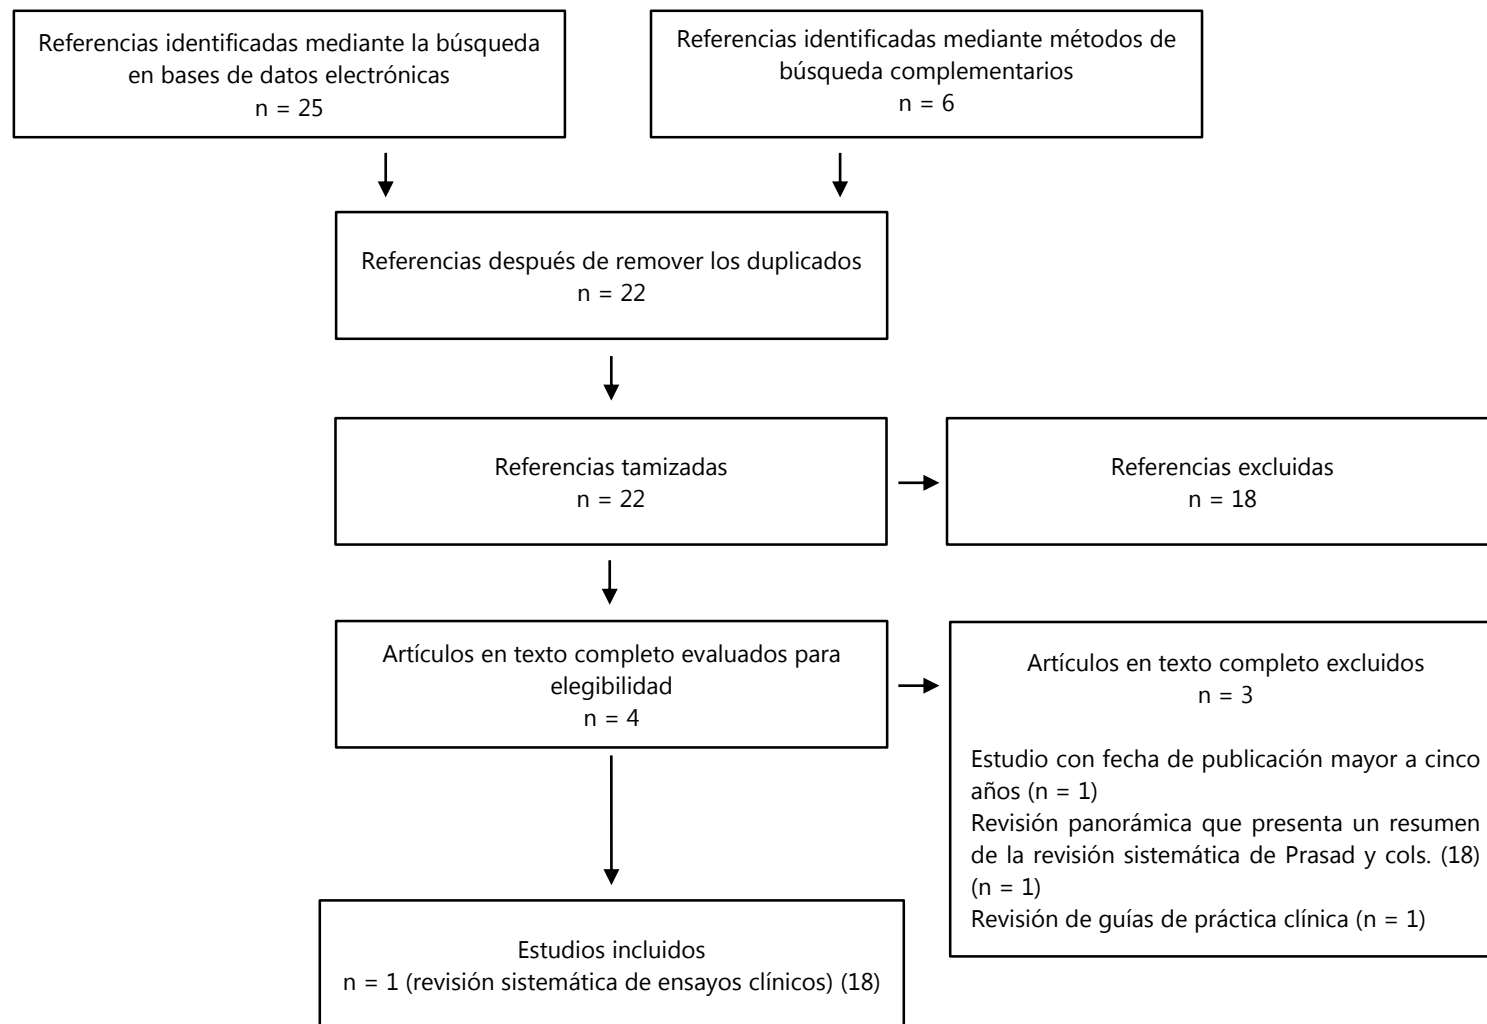 Referencias identificadas mediante la búsqueda
en bases de datos electrónicas
n = 25
Referencias identificadas mediante métodos de
búsqueda complementarios
n = 6
Referencias después de remover los duplicados
n = 22
Referencias tamizadas
n = 22
Referencias excluidas
n = 18
Artículos en texto completo evaluados para
elegibilidad
n = 4
Artículos en texto completo excluidos
n = 3
Estudio con fecha de publicación mayor a cinco
años (n = 1)
Revisión panorámica que presenta un resumen
de la revisión sistemática de Prasad y cols. (18)
(n = 1)
Revisión de guías de práctica clínica (n = 1)
Estudios incluidos
n = 1 (revisión sistemática de ensayos clínicos) (18)